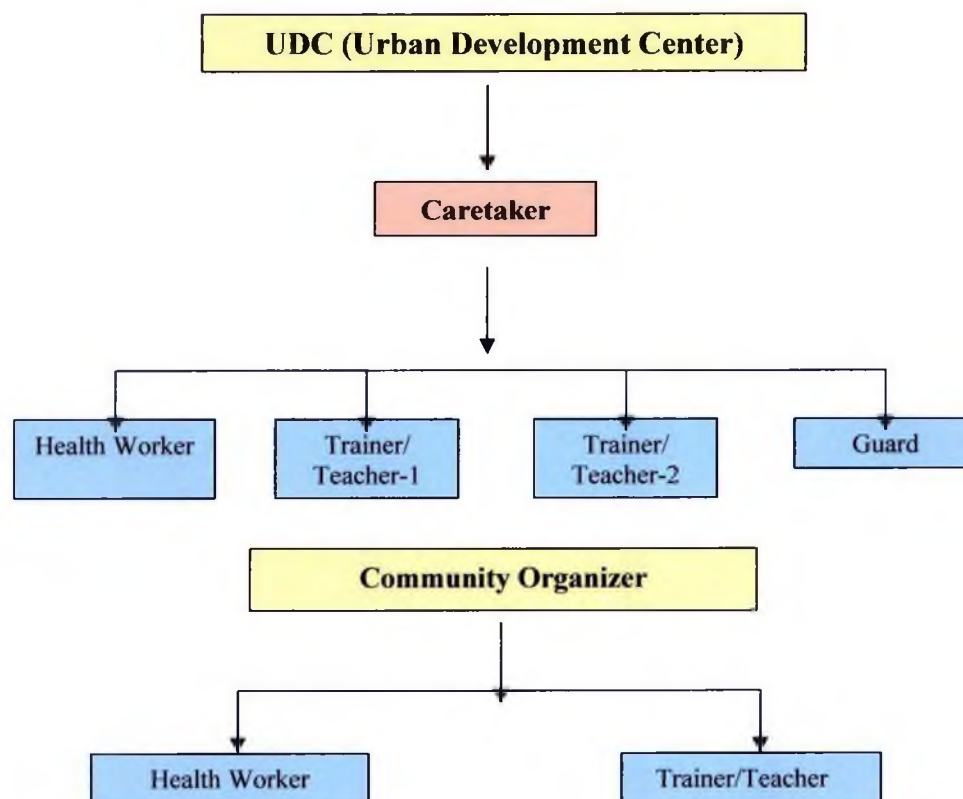 UDC (Urban Development Center)
Caretaker
Health Worker
Trainer/
Teacher-1
Trainer/
Teacher-2
Guard
Community Organizer
Health Worker
Trainer/Teacher